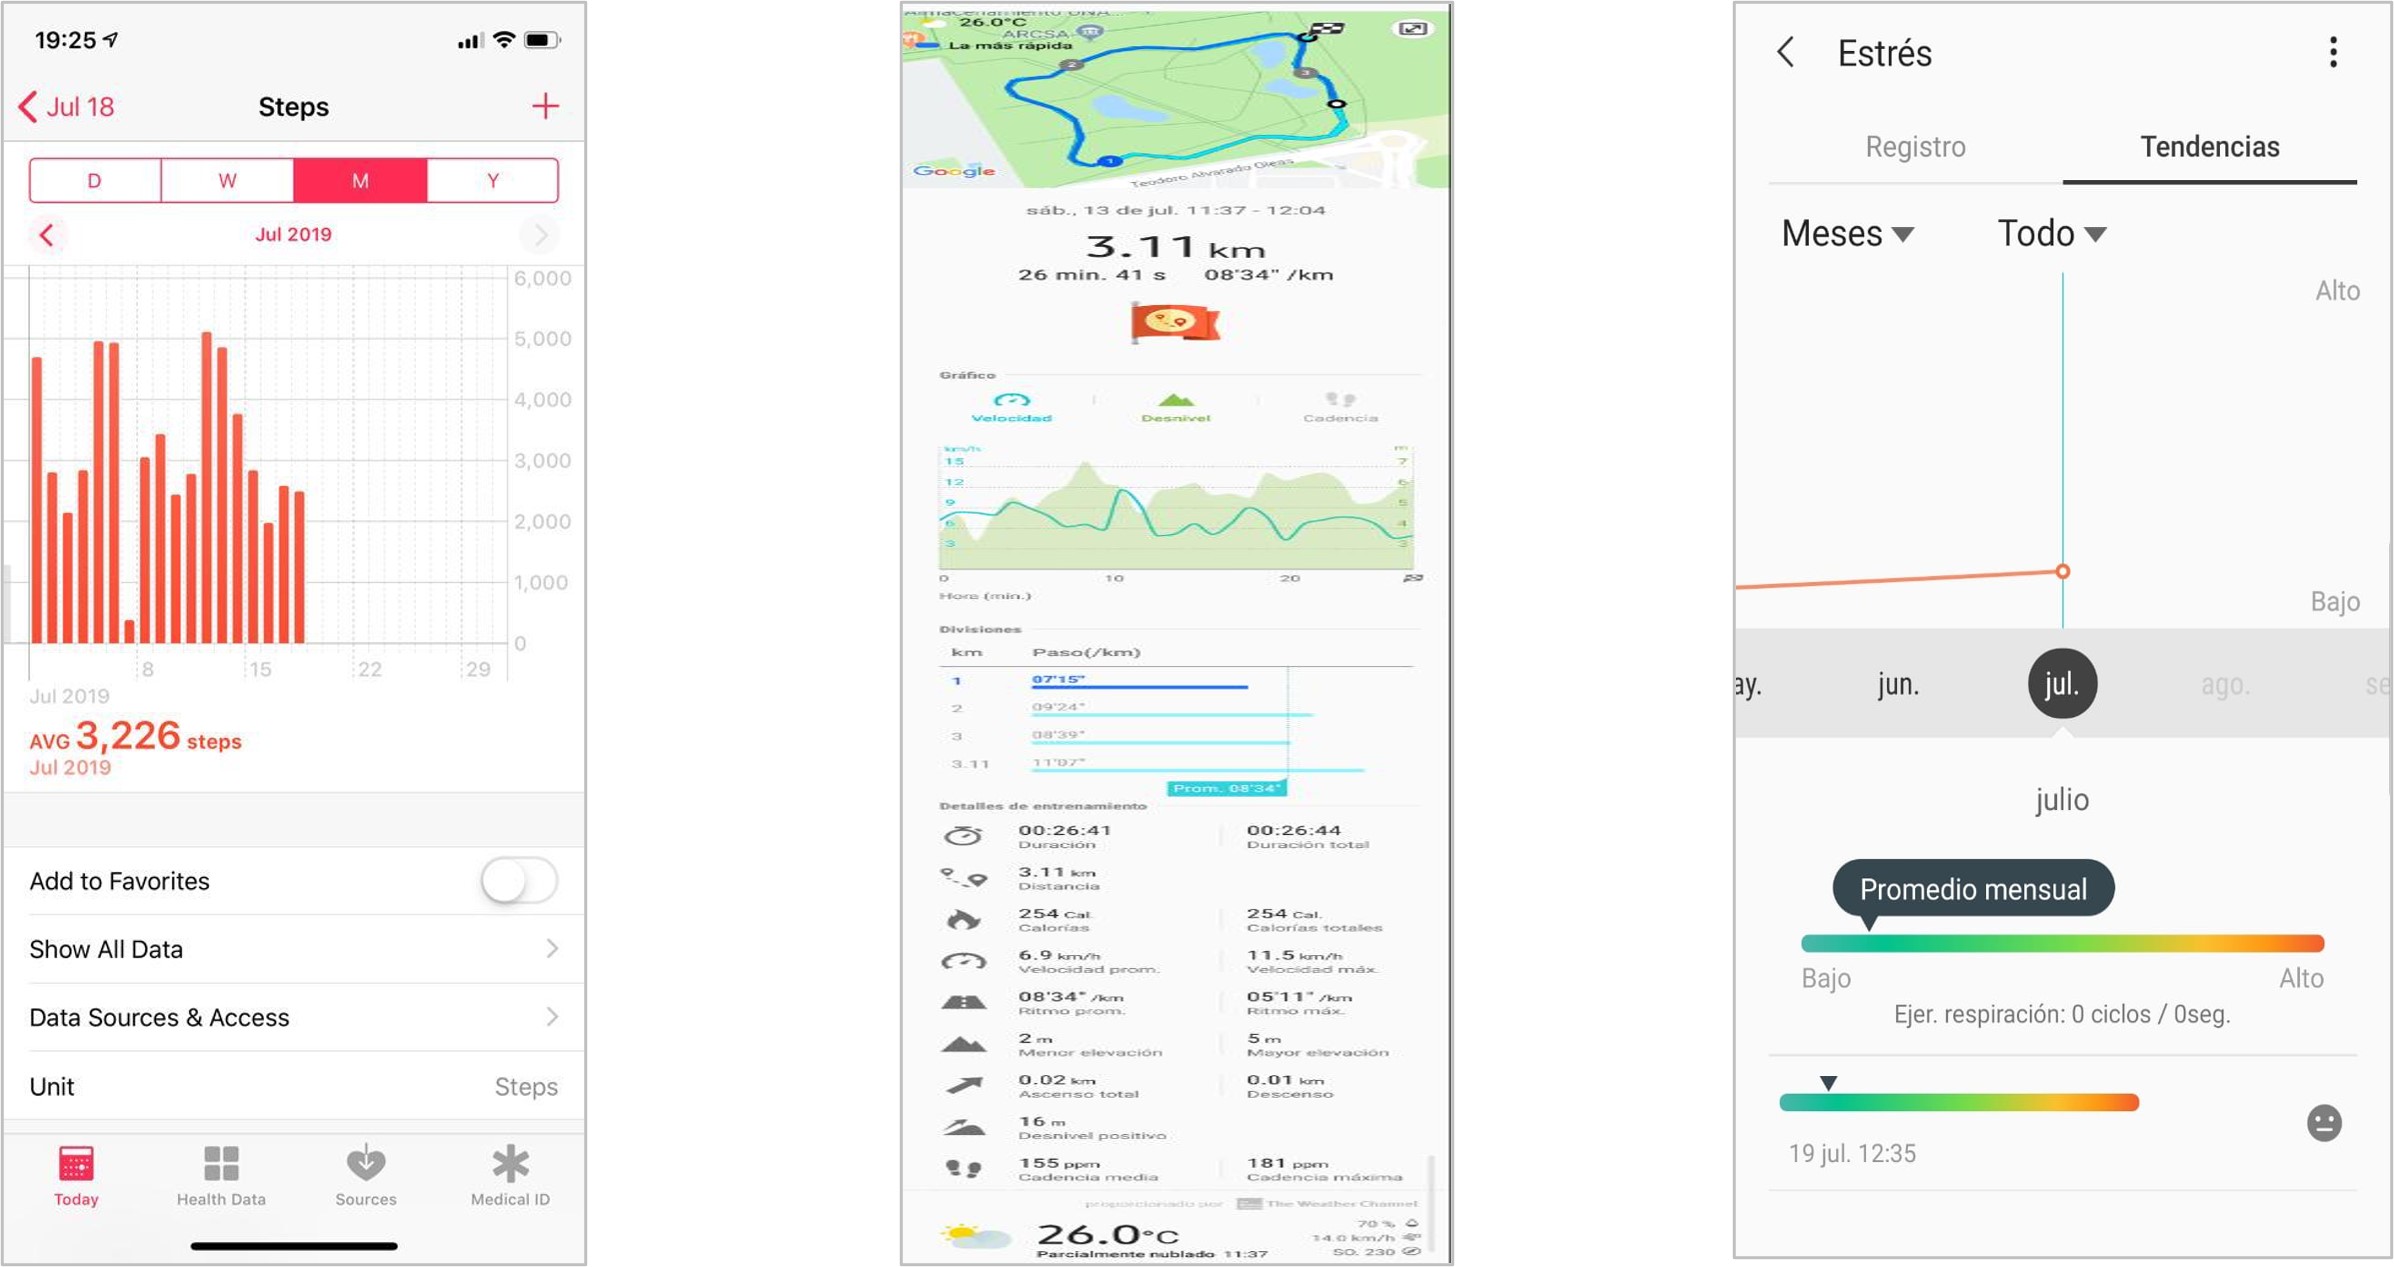 19:25
Jul 18
Steps
D W M Y
Jul 2019
6,000
5,000
4,000
3,000
2,000
1,000
0
8 15 22 29
Jul 2019
AVG 3,226 steps
Jul 2019
Add to Favorites
Show All Data
Data Sources & Access
Unit Steps
Today Health Data Sources Medical ID
26.0°C
ARCSA
La más rápida
2
3
1
Google
Teodoro Alvarado Oleas
sáb., 13 de jul. 11:37 - 12:04
3.11 km
26 min. 41 s 08'34" /km
Gráfico
Velocidad Desnivel Cadencia
km/h m
15 7
12 6
9 5
6 4
3 3
0 10 20
Hora (min.)
Divisiones
km Paso(/km)
1 07'15"
2 09'24"
3 08'39"
3.11 11'07"
Prom. 08'34"
Detalles de entrenamiento
00:26:41 00:26:44
Duración Duración total
3.11 km
Distancia
254 Cal. 254 Cal.
Calorías Calorías totales
6.9 km/h 11.5 km/h
Velocidad prom. Velocidad máx.
08'34" /km 05'11" /km
Ritmo prom. Ritmo máx.
2 m 5 m
Menor elevación Mayor elevación
0.02 km 0.01 km
Ascenso total Descenso
16 m
Desnivel positivo
155 ppm 181 ppm
Cadencia media Cadencia máxima
proporcionado por The Weather Channel
26.0°C
Parcialmente nublado 11:37
70 %
14.0 km/h
SO. 230
Estrés
Registro Tendencias
Meses Todo
Alto
Bajo
ay. jun. jul. ago. se
julio
Promedio mensual
Bajo Alto
Ejer. respiración: 0 ciclos / 0seg.
19 jul. 12:35